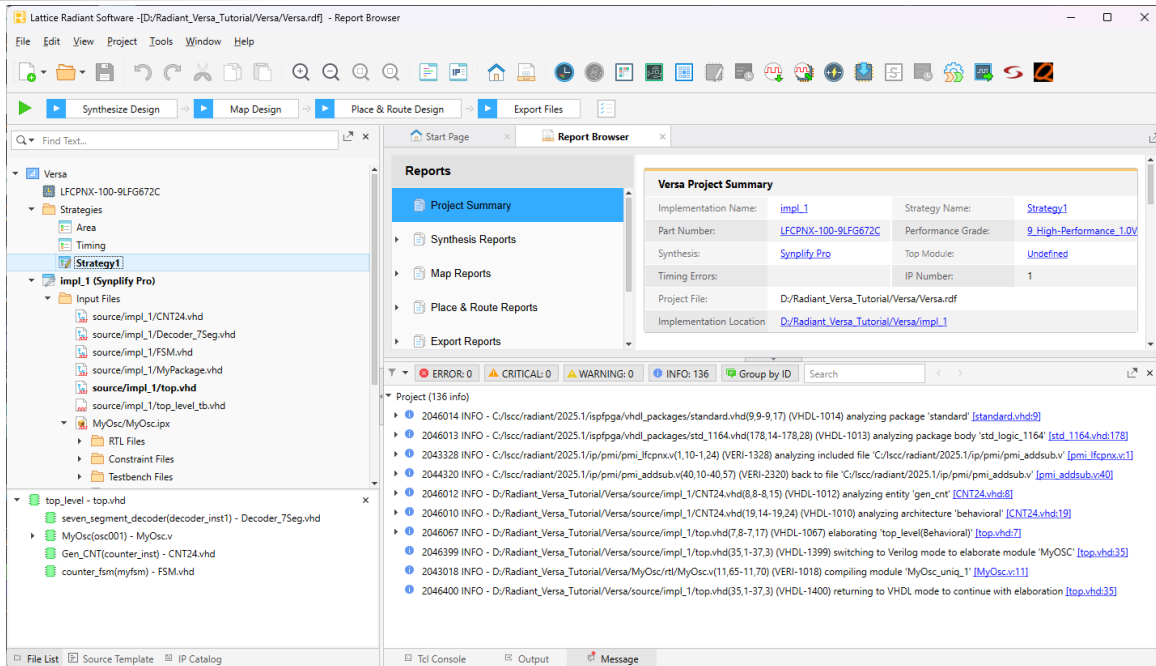 Lattice Radiant Software -[D:/Radiant_Versa_Tutorial/Versa/Versa.rdf] - Report Browser
File Edit View Project Tools Window Help
Synthesize Design Map Design Place & Route Design Export Files
Find Text...
Versa
LFCPNX-100-9LFG672C
Strategies
Area
Timing
Strategy1
impl_1 (Synplify Pro)
Input Files
source/impl_1/CNT24.vhd
source/impl_1/Decoder_7Seg.vhd
source/impl_1/FSM.vhd
source/impl_1/MyPackage.vhd
source/impl_1/top.vhd
source/impl_1/top_level_tb.vhd
MyOsc/MyOsc.ipx
RTL Files
Constraint Files
Testbench Files
top_level - top.vhd
seven_segment_decoder(decoder_inst1) - Decoder_7Seg.vhd
MyOsc(osc001) - MyOsc.v
Gen_CNT(counter_inst) - CNT24.vhd
counter_fsm(myfsm) - FSM.vhd
File List Source Template IP Catalog
Start Page Report Browser
Reports
Project Summary
Synthesis Reports
Map Reports
Place & Route Reports
Export Reports
Versa Project Summary
Implementation Name: impl_1 Strategy Name: Strategy1
Part Number: LFCPNX-100-9LFG672C Performance Grade: 9_High-Performance_1.0V
Synthesis: Synplify Pro Top Module: Undefined
Timing Errors: IP Number: 1
Project File: D:/Radiant_Versa_Tutorial/Versa/Versa.rdf
Implementation Location D:/Radiant_Versa_Tutorial/Versa/impl_1
ERROR: 0 CRITICAL: 0 WARNING: 0 INFO: 136 Group by ID Search
Project (136 info)
2046014 INFO - C:/lscc/radiant/2025.1/ispfpga/vhdl_packages/standard.vhd(9,9-9,17) (VHDL-1014) analyzing package 'standard' [standard.vhd:9]
2046013 INFO - C:/lscc/radiant/2025.1/ispfpga/vhdl_packages/std_1164.vhd(178,14-178,28) (VHDL-1013) analyzing package body 'std_logic_1164' [std_1164.vhd:178]
2043328 INFO - C:/lscc/radiant/2025.1/ip/pmi/pmi_lfcpnx.v(1,10-1,24) (VERI-1328) analyzing included file 'C:/lscc/radiant/2025.1/ip/pmi/pmi_addsub.v' [pmi_lfcpnx.v:1]
2044320 INFO - C:/lscc/radiant/2025.1/ip/pmi/pmi_addsub.v(40,10-40,57) (VERI-2320) back to file 'C:/lscc/radiant/2025.1/ip/pmi/pmi_addsub.v' [pmi_addsub.v:40]
2046012 INFO - D:/Radiant_Versa_Tutorial/Versa/source/impl_1/CNT24.vhd(8,8-8,15) (VHDL-1012) analyzing entity 'gen_cnt' [CNT24.vhd:8]
2046010 INFO - D:/Radiant_Versa_Tutorial/Versa/source/impl_1/CNT24.vhd(19,14-19,24) (VHDL-1010) analyzing architecture 'behavioral' [CNT24.vhd:19]
2046067 INFO - D:/Radiant_Versa_Tutorial/Versa/source/impl_1/top.vhd(7,8-7,17) (VHDL-1067) elaborating 'top_level(Behavioral)' [top.vhd:7]
2046399 INFO - D:/Radiant_Versa_Tutorial/Versa/source/impl_1/top.vhd(35,1-37,3) (VHDL-1399) switching to Verilog mode to elaborate module 'MyOSC' [top.vhd:35]
2043018 INFO - D:/Radiant_Versa_Tutorial/Versa/MyOsc/rtl/MyOsc.v(11,65-11,70) (VERI-1018) compiling module 'MyOsc_uniq_1' [MyOsc.v:11]
2046400 INFO - D:/Radiant_Versa_Tutorial/Versa/source/impl_1/top.vhd(35,1-37,3) (VHDL-1400) returning to VHDL mode to continue with elaboration [top.vhd:35]
Tcl Console Output Message